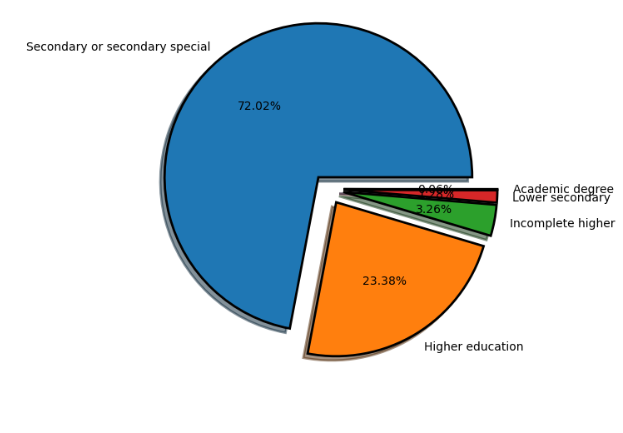 Secondary or secondary special
72.02%
Academic degree
Lower secondary
3.26%
Incomplete higher
23.38%
Higher education